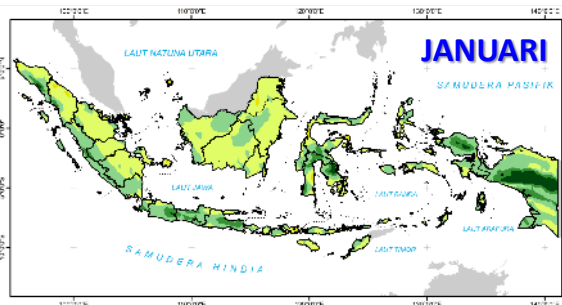 LAUT NATUNA UTARA
JANUARI
SAMUDERA PASIFIK
LAUT JAWA
LAUT BANDA
LAUT ARAFURA
LAUT TIMOR
SAMUDERA HINDIA